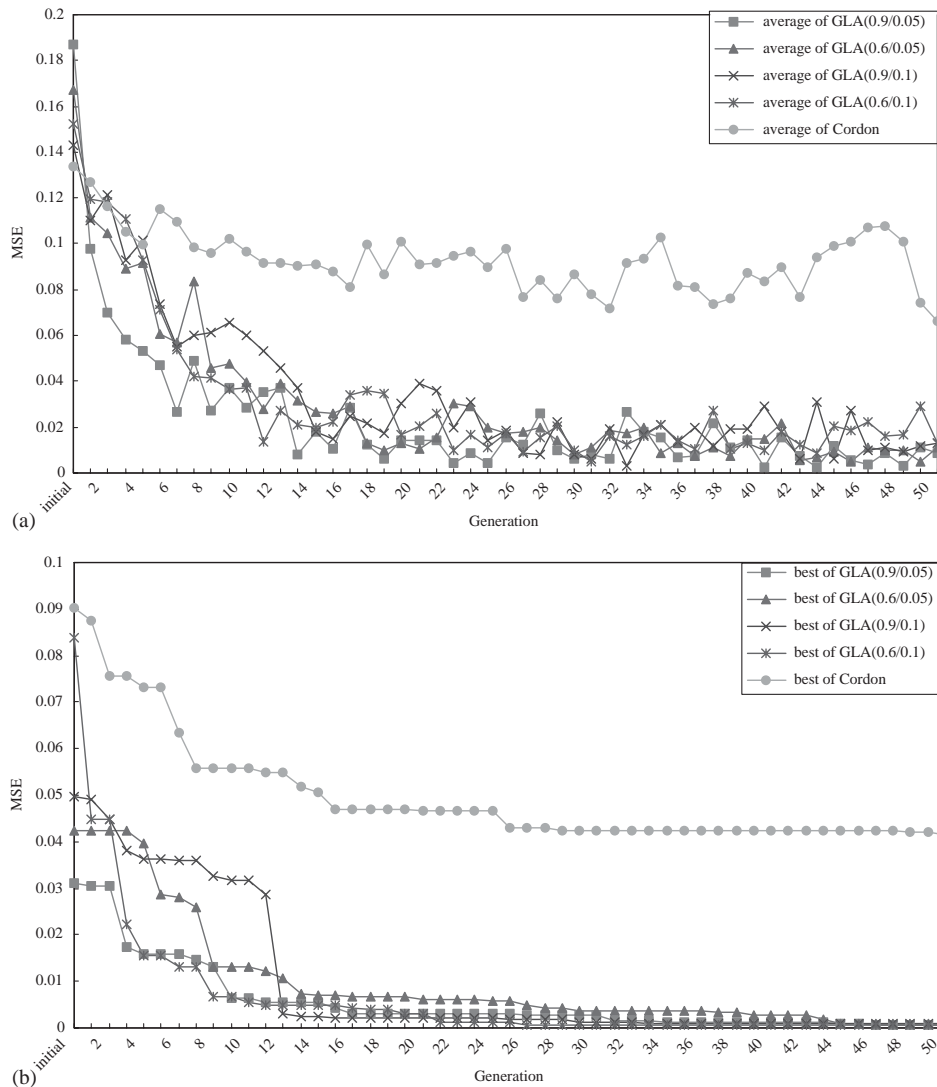 0.2
0.18
0.16
0.14
0.12
0.1
0.08
0.06
0.04
0.02
0
MSE
average of GLA(0.9/0.05)
average of GLA(0.6/0.05)
average of GLA(0.9/0.1)
average of GLA(0.6/0.1)
average of Cordon
initial 2 4 6 8 10 12 14 16 18 20 22 24 26 28 30 32 34 36 38 40 42 44 46 48 50
(a)
Generation
0.1
0.09
0.08
0.07
0.06
0.05
0.04
0.03
0.02
0.01
0
MSE
best of GLA(0.9/0.05)
best of GLA(0.6/0.05)
best of GLA(0.9/0.1)
best of GLA(0.6/0.1)
best of Cordon
initial 2 4 6 8 10 12 14 16 18 20 22 24 26 28 30 32 34 36 38 40 42 44 46 48 50
(b)
Generation